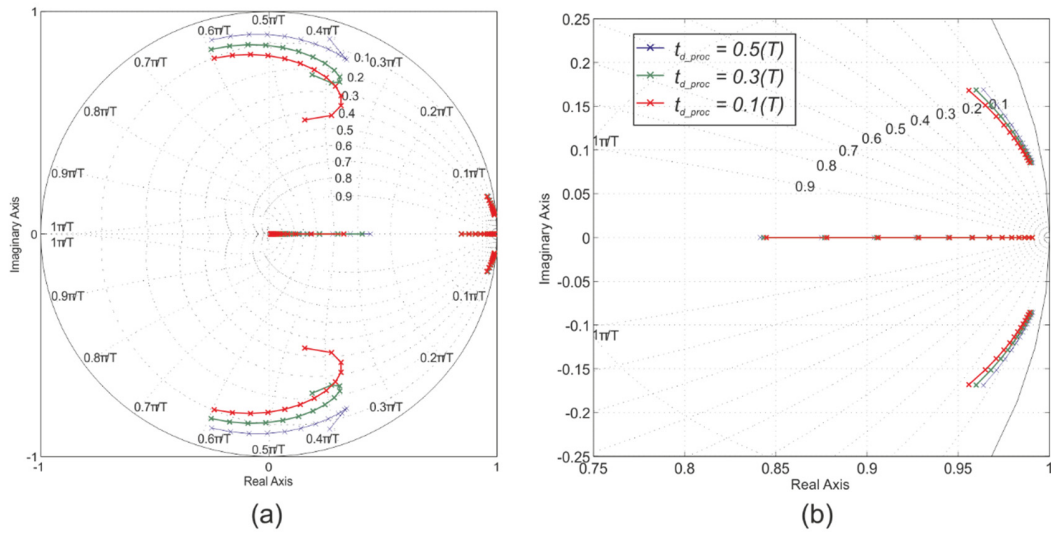 0.5π/T
0.6π/T
0.4π/T
0.7π/T
0.1
0.3π/T
0.2
0.8π/T
0.3
0.2π/T
0.4
0.5
0.6
0.7
0.9π/T
0.8
0.1π/T
0.9
1π/T
1π/T
0.9π/T
0.1π/T
0.8π/T
0.2π/T
0.7π/T
0.3π/T
0.6π/T
0.4π/T
0.5π/T
1
0
-1
-1
0
1
Imaginary Axis
Real Axis
(a)
t_d_proc = 0.5(T)
t_d_proc = 0.3(T)
t_d_proc = 0.1(T)
0.1
0.2
0.3
0.4
0.5
0.6
0.7
0.8
0.9
1π/T
1π/T
0.25
0.2
0.15
0.1
0.05
0
-0.05
-0.1
-0.15
-0.2
-0.25
0.75
0.8
0.85
0.9
0.95
1
Imaginary Axis
Real Axis
(b)